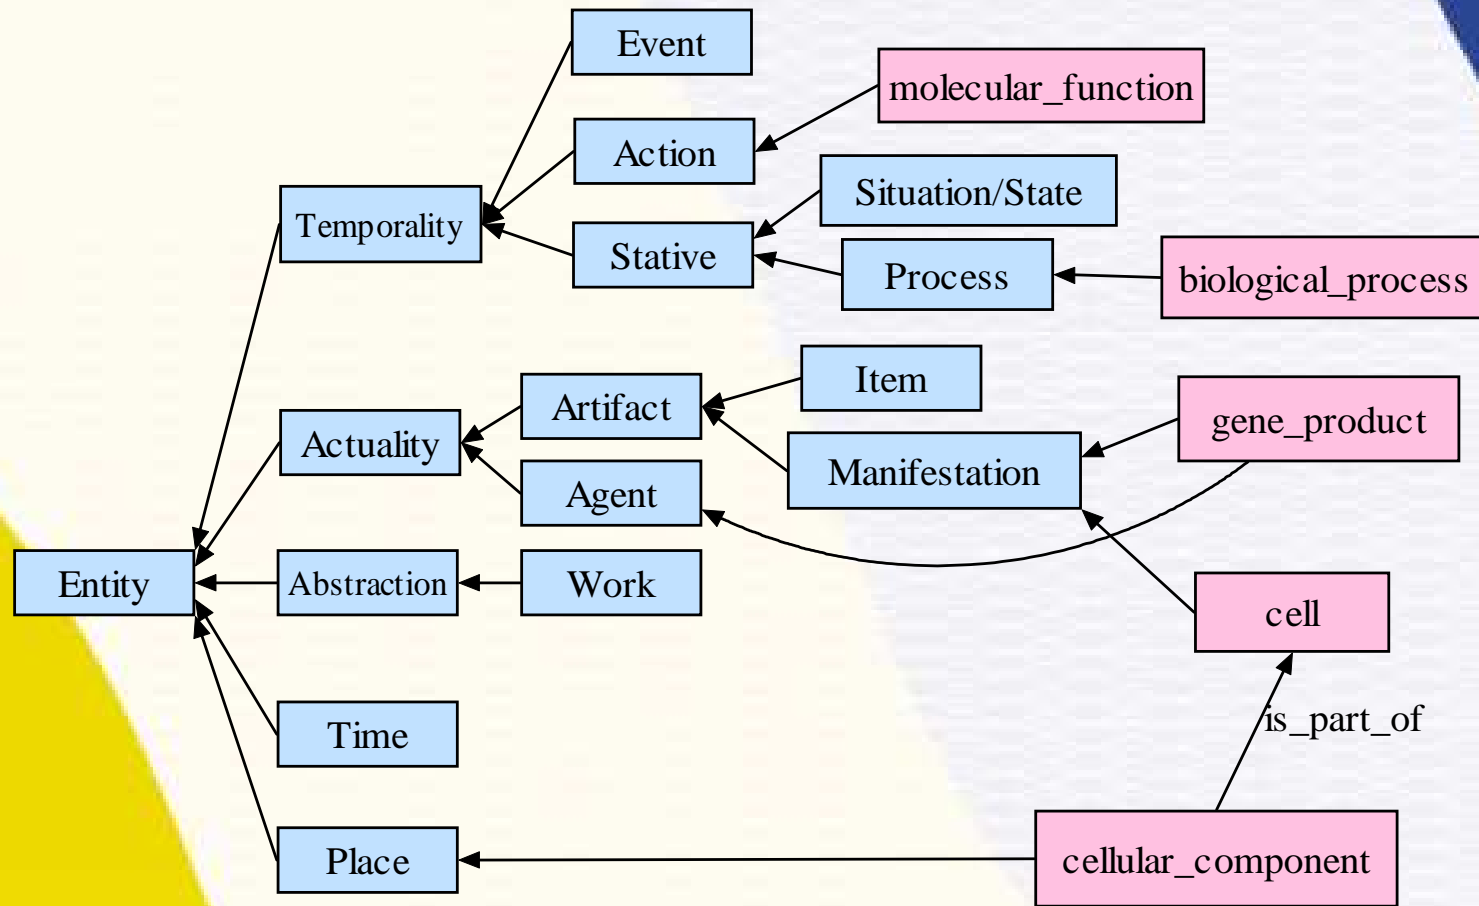 Event
molecular_function
Action
Situation/State
Temporality
Stative
Process
biological_process
Item
Artifact
gene_product
Actuality
Manifestation
Agent
Entity
Abstraction
Work
cell
is_part_of
Time
Place
cellular_component